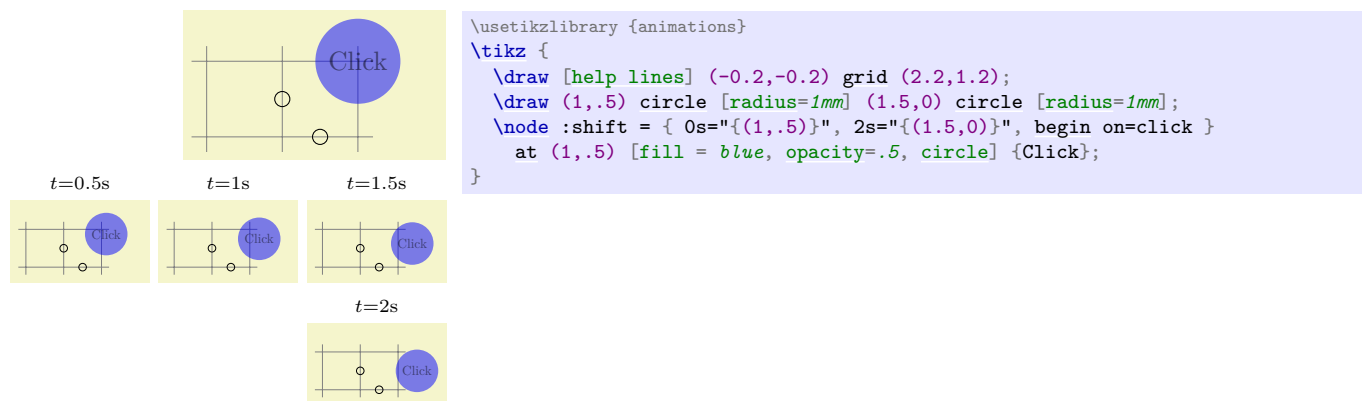 Click
t=0.5s
t=1s
t=1.5s
Click
Click
Click
t=2s
Click
\usetikzlibrary {animations}
\tikz {
  \draw [help lines] (-0.2,-0.2) grid (2.2,1.2);
  \draw (1,.5) circle [radius=1mm] (1.5,0) circle [radius=1mm];
  \node :shift = { 0s="{(1,.5)}", 2s="{(1.5,0)}", begin on=click }
    at (1,.5) [fill = blue, opacity=.5, circle] {Click};
}